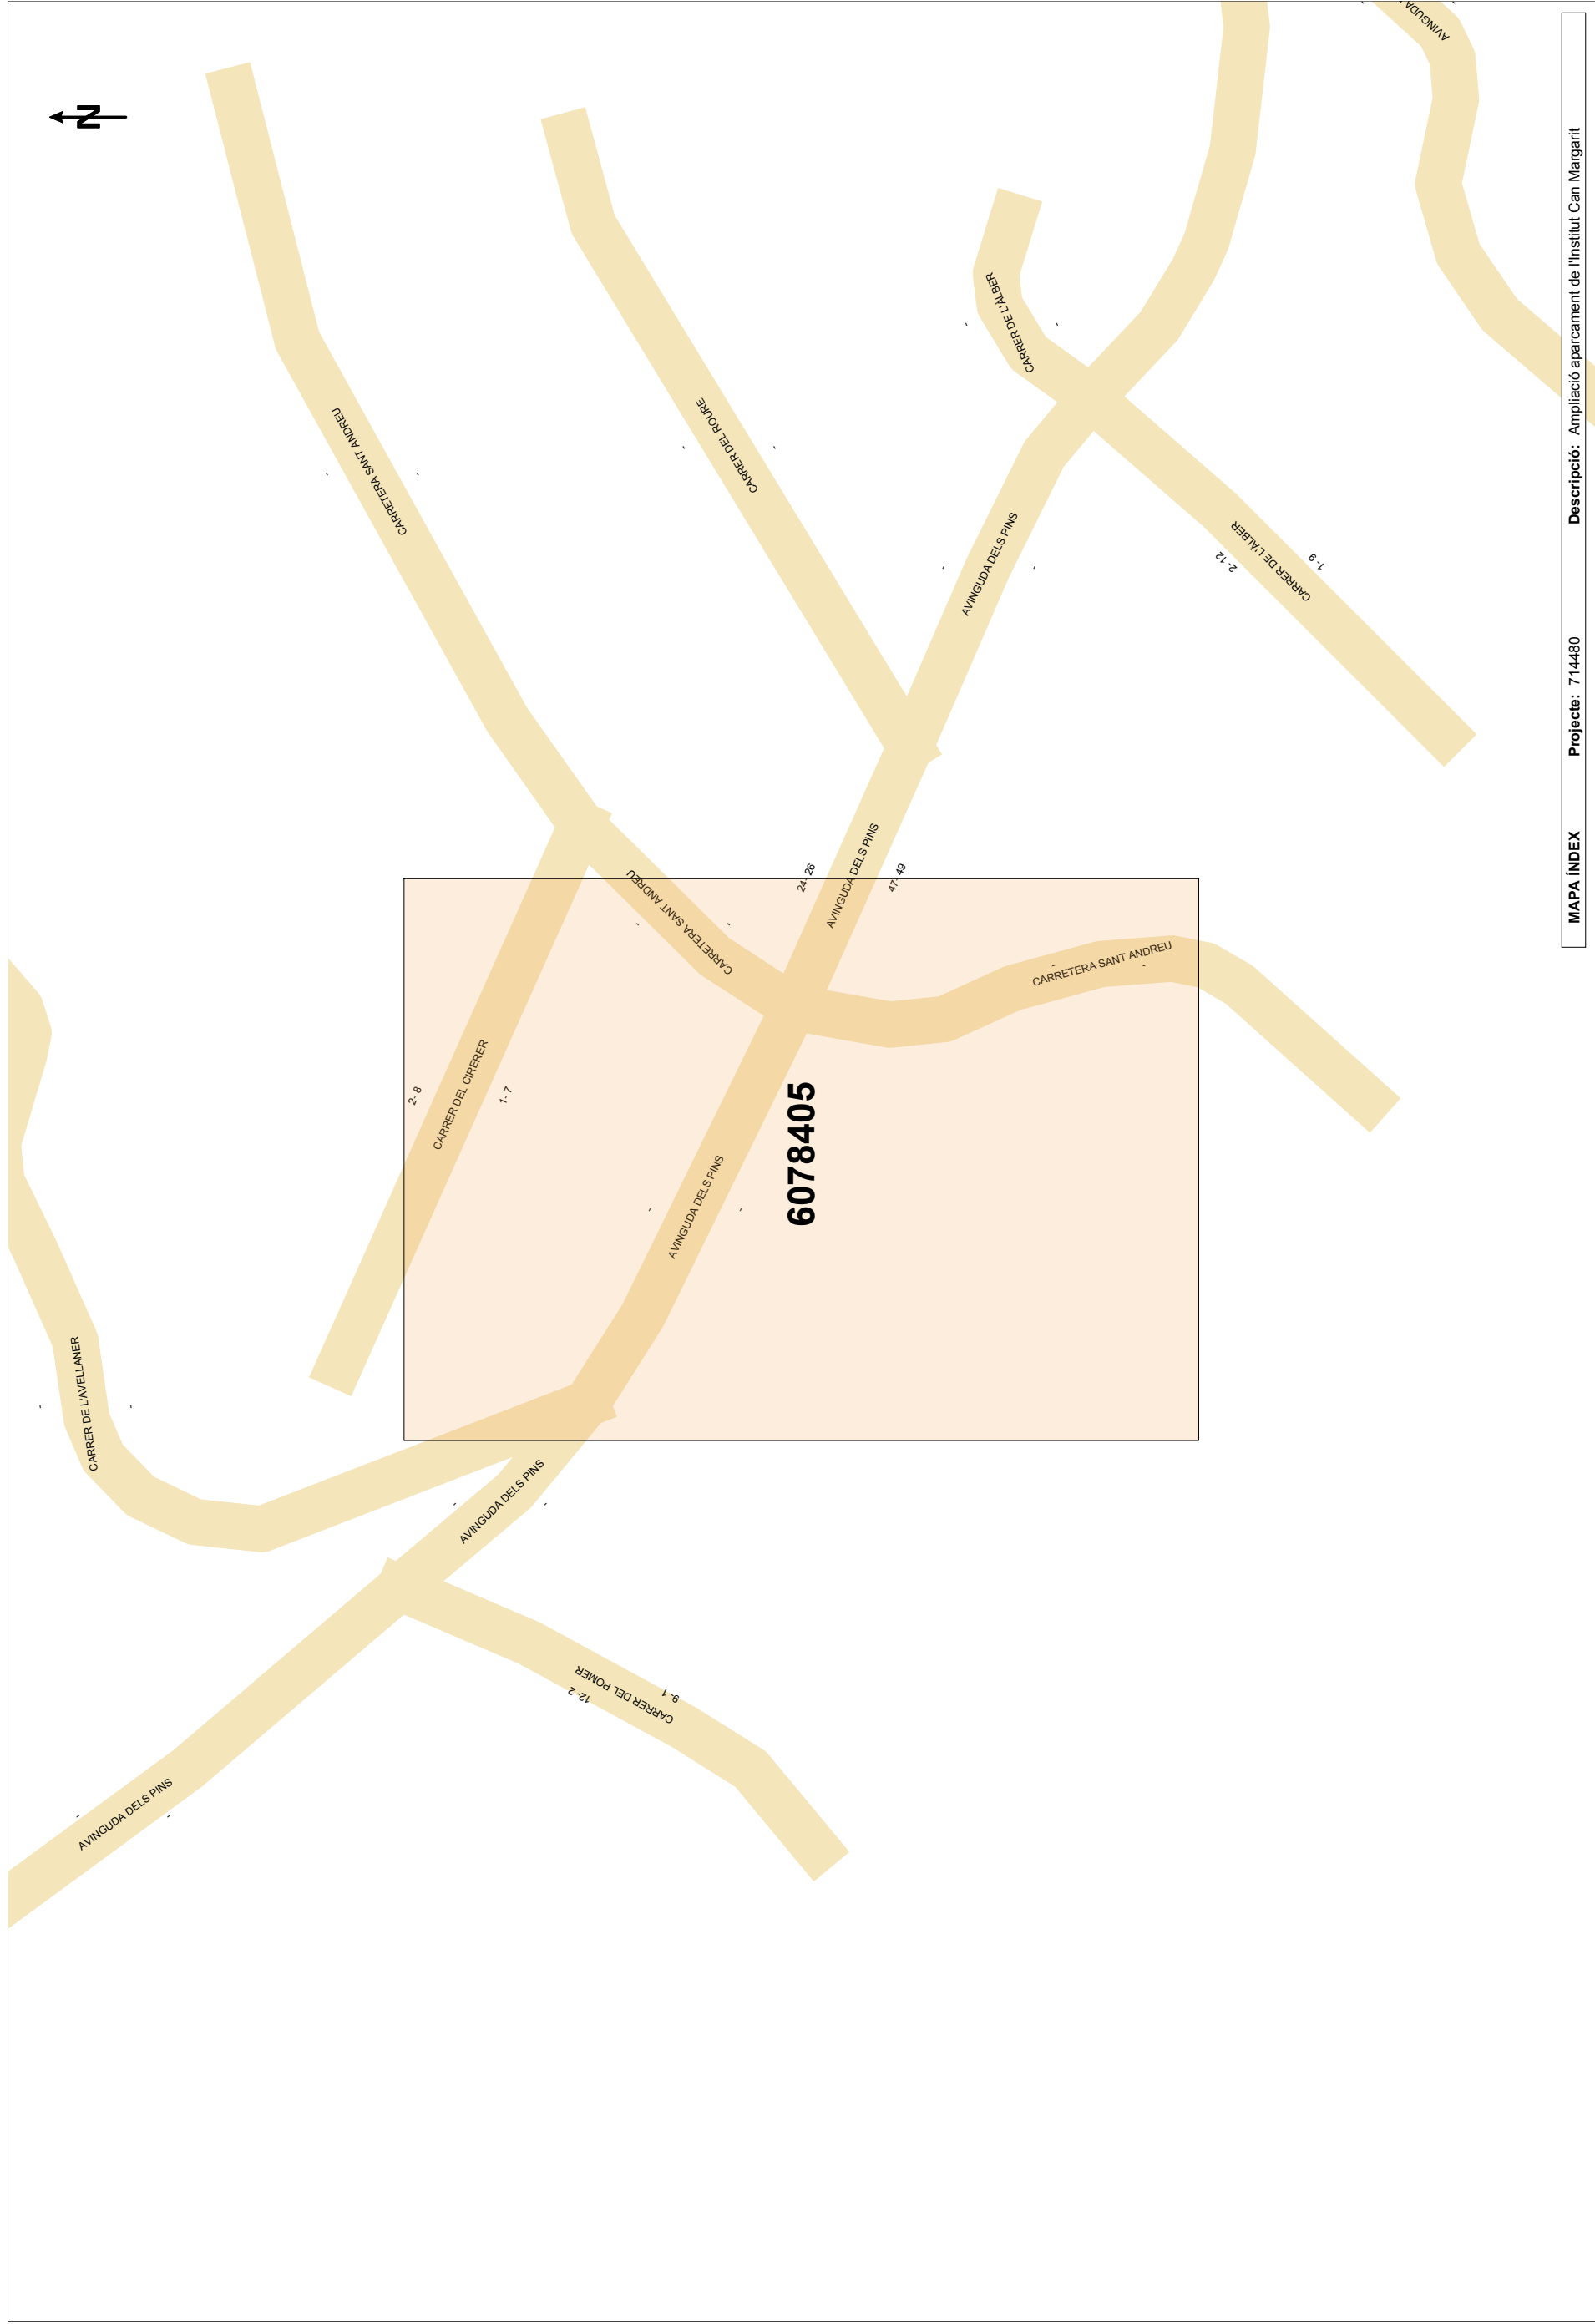 N
CARRER DE L'AVELLANER
AVINGUDA DELS PINS
CARRETERA SANT ANDREU
2- 8
CARRER DEL CIRERER
1- 7
AVINGUDA DELS PINS
12- 2
CARRER DEL POMER
9- 1
CARRETERA SANT ANDREU
AVINGUDA DELS PINS
CARRER DEL ROURE
6078405
24- 26
AVINGUDA DELS PINS
47- 49
AVINGUDA DELS PINS
CARRER DE L'ÀLBER
CARRETERA SANT ANDREU
2- 12
CARRER DE L'ÀLBER
1- 9
AVINGUDA
MAPA ÍNDEX Projecte: 714480 Descripció: Ampliació aparcament de l'Institut Can Margarit